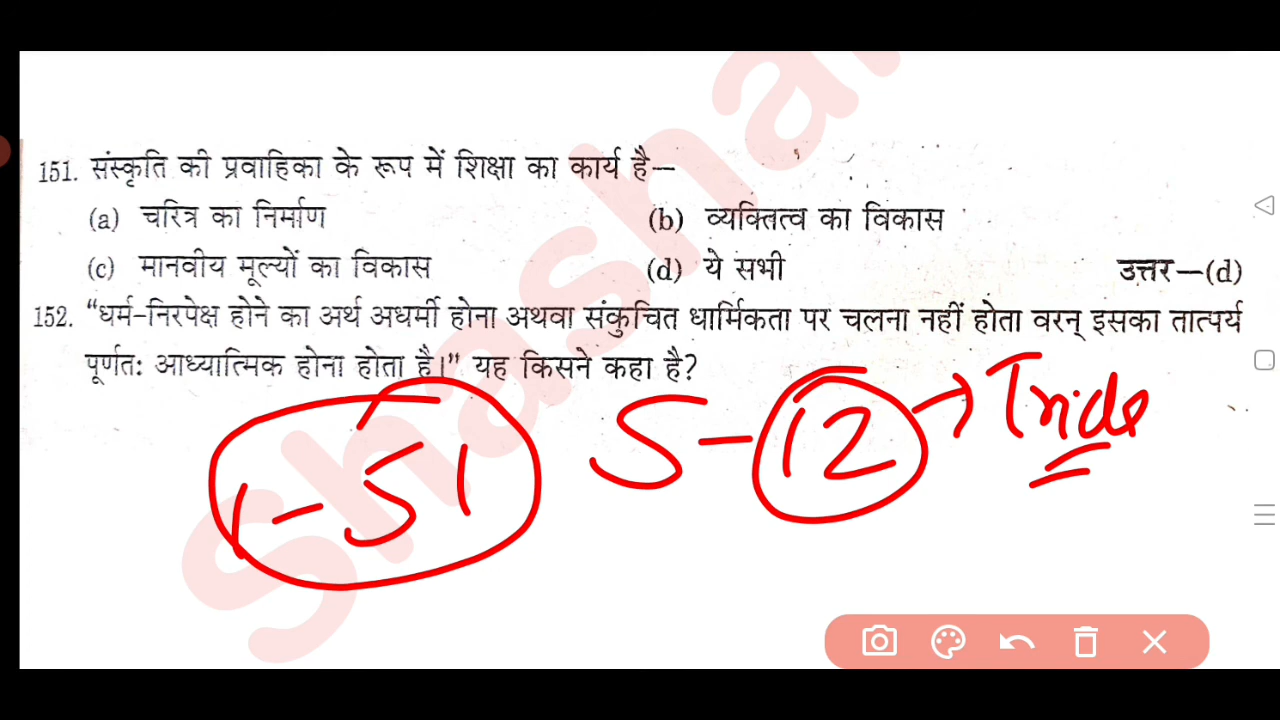 151. संस्कृति की प्रवाहिका के रूप में शिक्षा का कार्य है—
(a) चरित्र का निर्माण (b) व्यक्तित्व का विकास
(c) मानवीय मूल्यों का विकास (d) ये सभी उत्तर—(d)
152. “धर्म-निरपेक्ष होने का अर्थ अधर्मी होना अथवा संकुचित धार्मिकता पर चलना नहीं होता वरन् इसका तात्पर्य
पूर्णतः आध्यात्मिक होना होता है।” यह किसने कहा है?
1-51 S-12 →